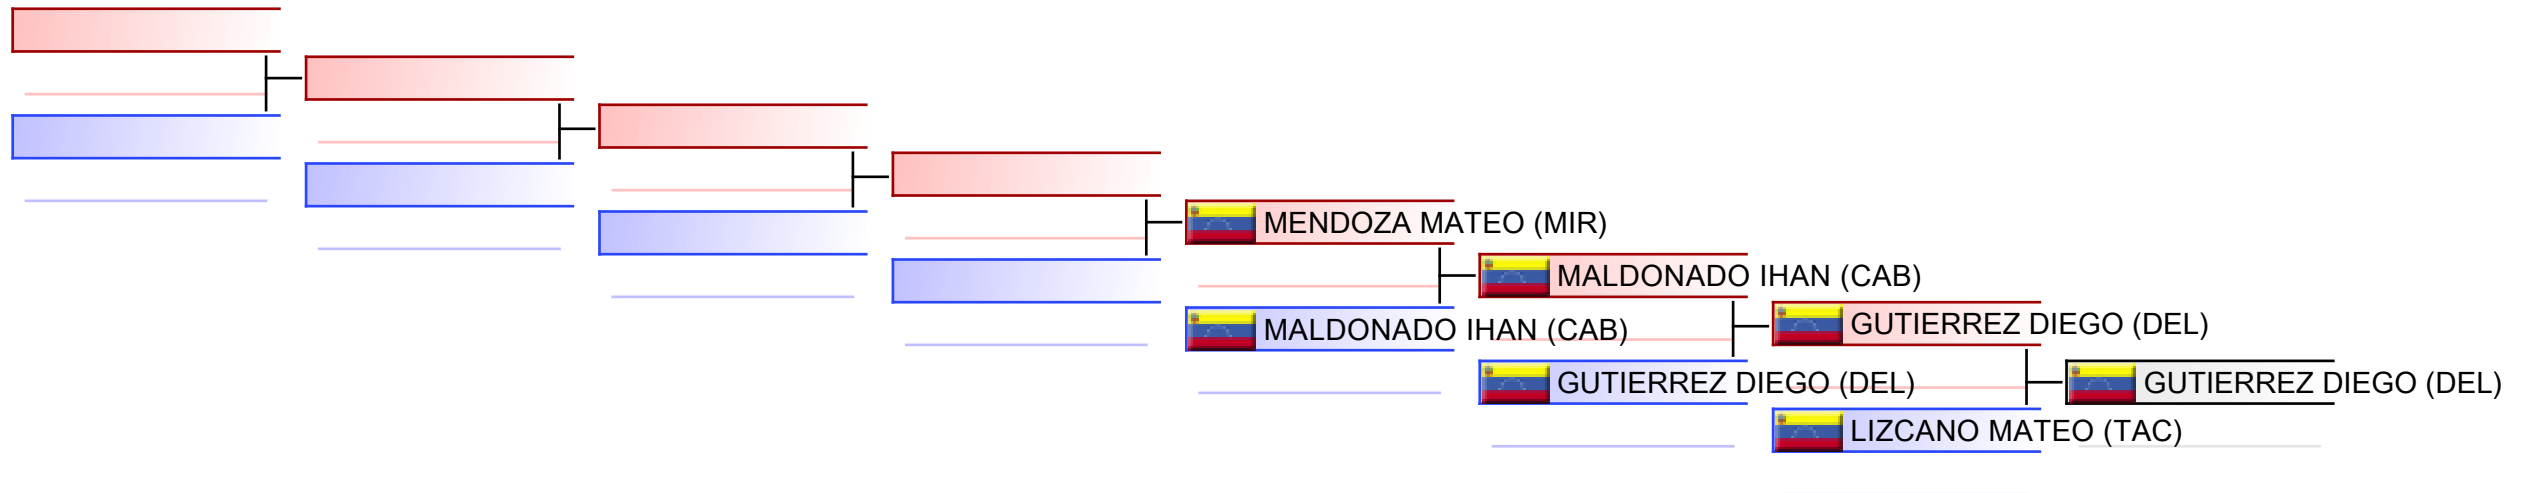 MENDOZA MATEO (MIR)
MALDONADO IHAN (CAB)
MALDONADO IHAN (CAB)
GUTIERREZ DIEGO (DEL)
GUTIERREZ DIEGO (DEL)
GUTIERREZ DIEGO (DEL)
LIZCANO MATEO (TAC)